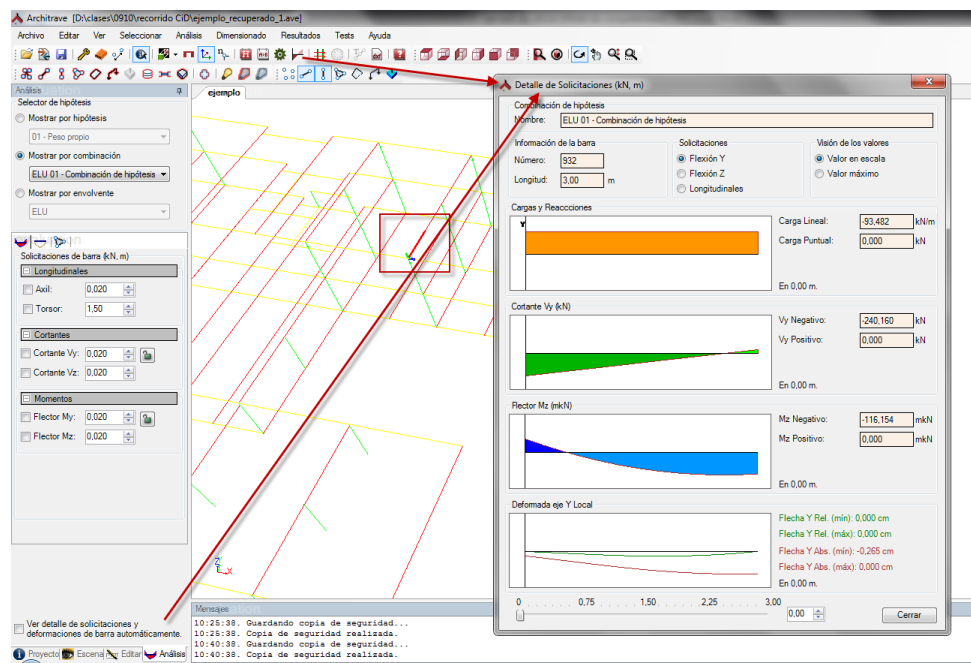 Architrave [D:\clases\0910\recorrido CiD\ejemplo_recuperado_1.ave]
Archivo Editar Ver Seleccionar Análisis Dimensionado Resultados Tests Ayuda
Análisis
Selector de hipótesis
Mostrar por hipótesis
01 - Peso propio
Mostrar por combinación
ELU 01 - Combinación de hipótesis
Mostrar por envolvente
ELU
Solicitaciones de barra (kN, m)
Longitudinales
Axil: 0,020
Torsor: 1,50
Cortantes
Cortante Vy: 0,020
Cortante Vz: 0,020
Momentos
Flector My: 0,020
Flector Mz: 0,020
Ver detalle de solicitaciones y
deformaciones de barra automáticamente.
Proyecto Escena Editar Análisis
ejemplo
Z
X
Mensajes
10:25:38. Guardando copia de seguridad...
10:25:38. Copia de seguridad realizada.
10:40:38. Guardando copia de seguridad...
10:40:38. Copia de seguridad realizada.
Detalle de Solicitaciones (kN, m)
Combinación de hipótesis
Nombre: ELU 01 - Combinación de hipótesis
Información de la barra
Número: 932
Longitud: 3,00 m
Solicitaciones
Flexión Y
Flexión Z
Longitudinales
Visión de los valores
Valor en escala
Valor máximo
Cargas y Reaccciones
Y
Carga Lineal: -93,482 kN/m
Carga Puntual: 0,000 kN
En 0,00 m.
Cortante Vy (kN)
Vy Negativo: -240,160 kN
Vy Positivo: 0,000 kN
En 0,00 m.
Flector Mz (mkN)
Mz Negativo: -116,154 mkN
Mz Positivo: 0,000 mkN
En 0,00 m.
Deformada eje Y Local
Flecha Y Rel. (mín): 0,000 cm
Flecha Y Rel. (máx): 0,000 cm
Flecha Y Abs. (mín): -0,265 cm
Flecha Y Abs. (máx): 0,000 cm
En 0,00 m.
0 0,75 1,50 2,25 3,00
0,00
Cerrar